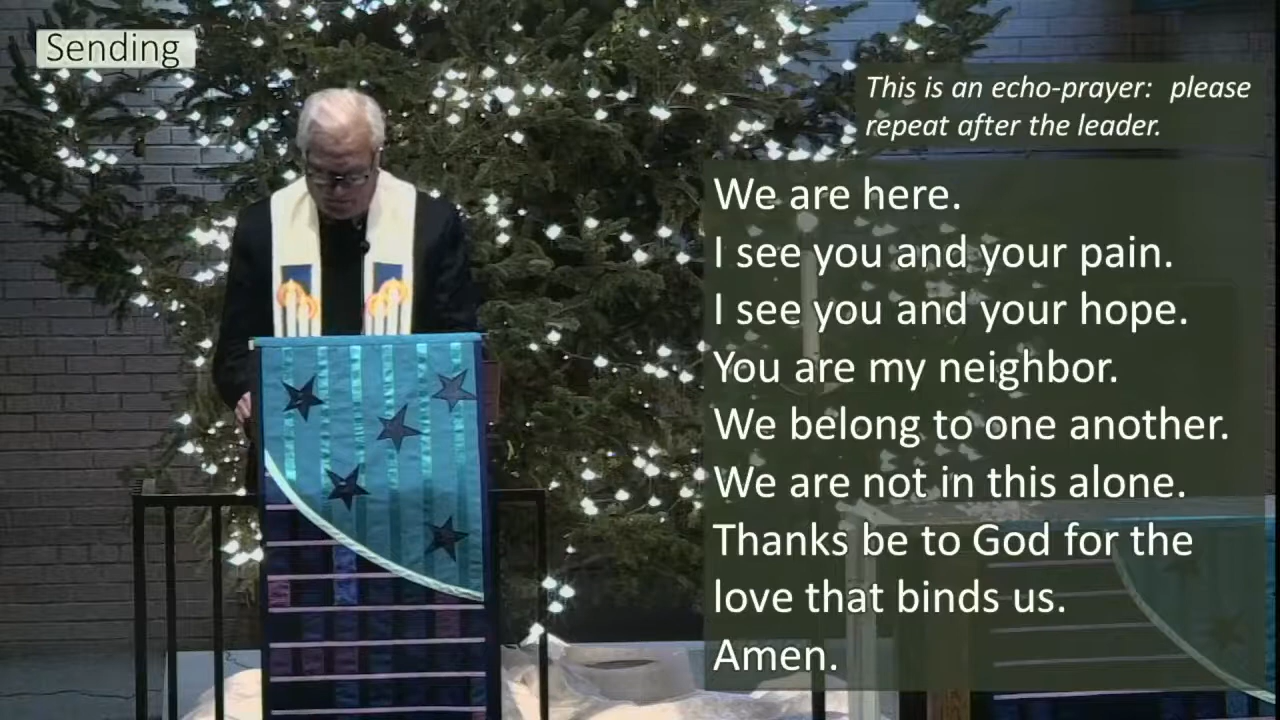 Sending
This is an echo-prayer: please
repeat after the leader.
We are here.
I see you and your pain.
I see you and your hope.
You are my neighbor.
We belong to one another.
We are not in this alone.
Thanks be to God for the
love that binds us.
Amen.